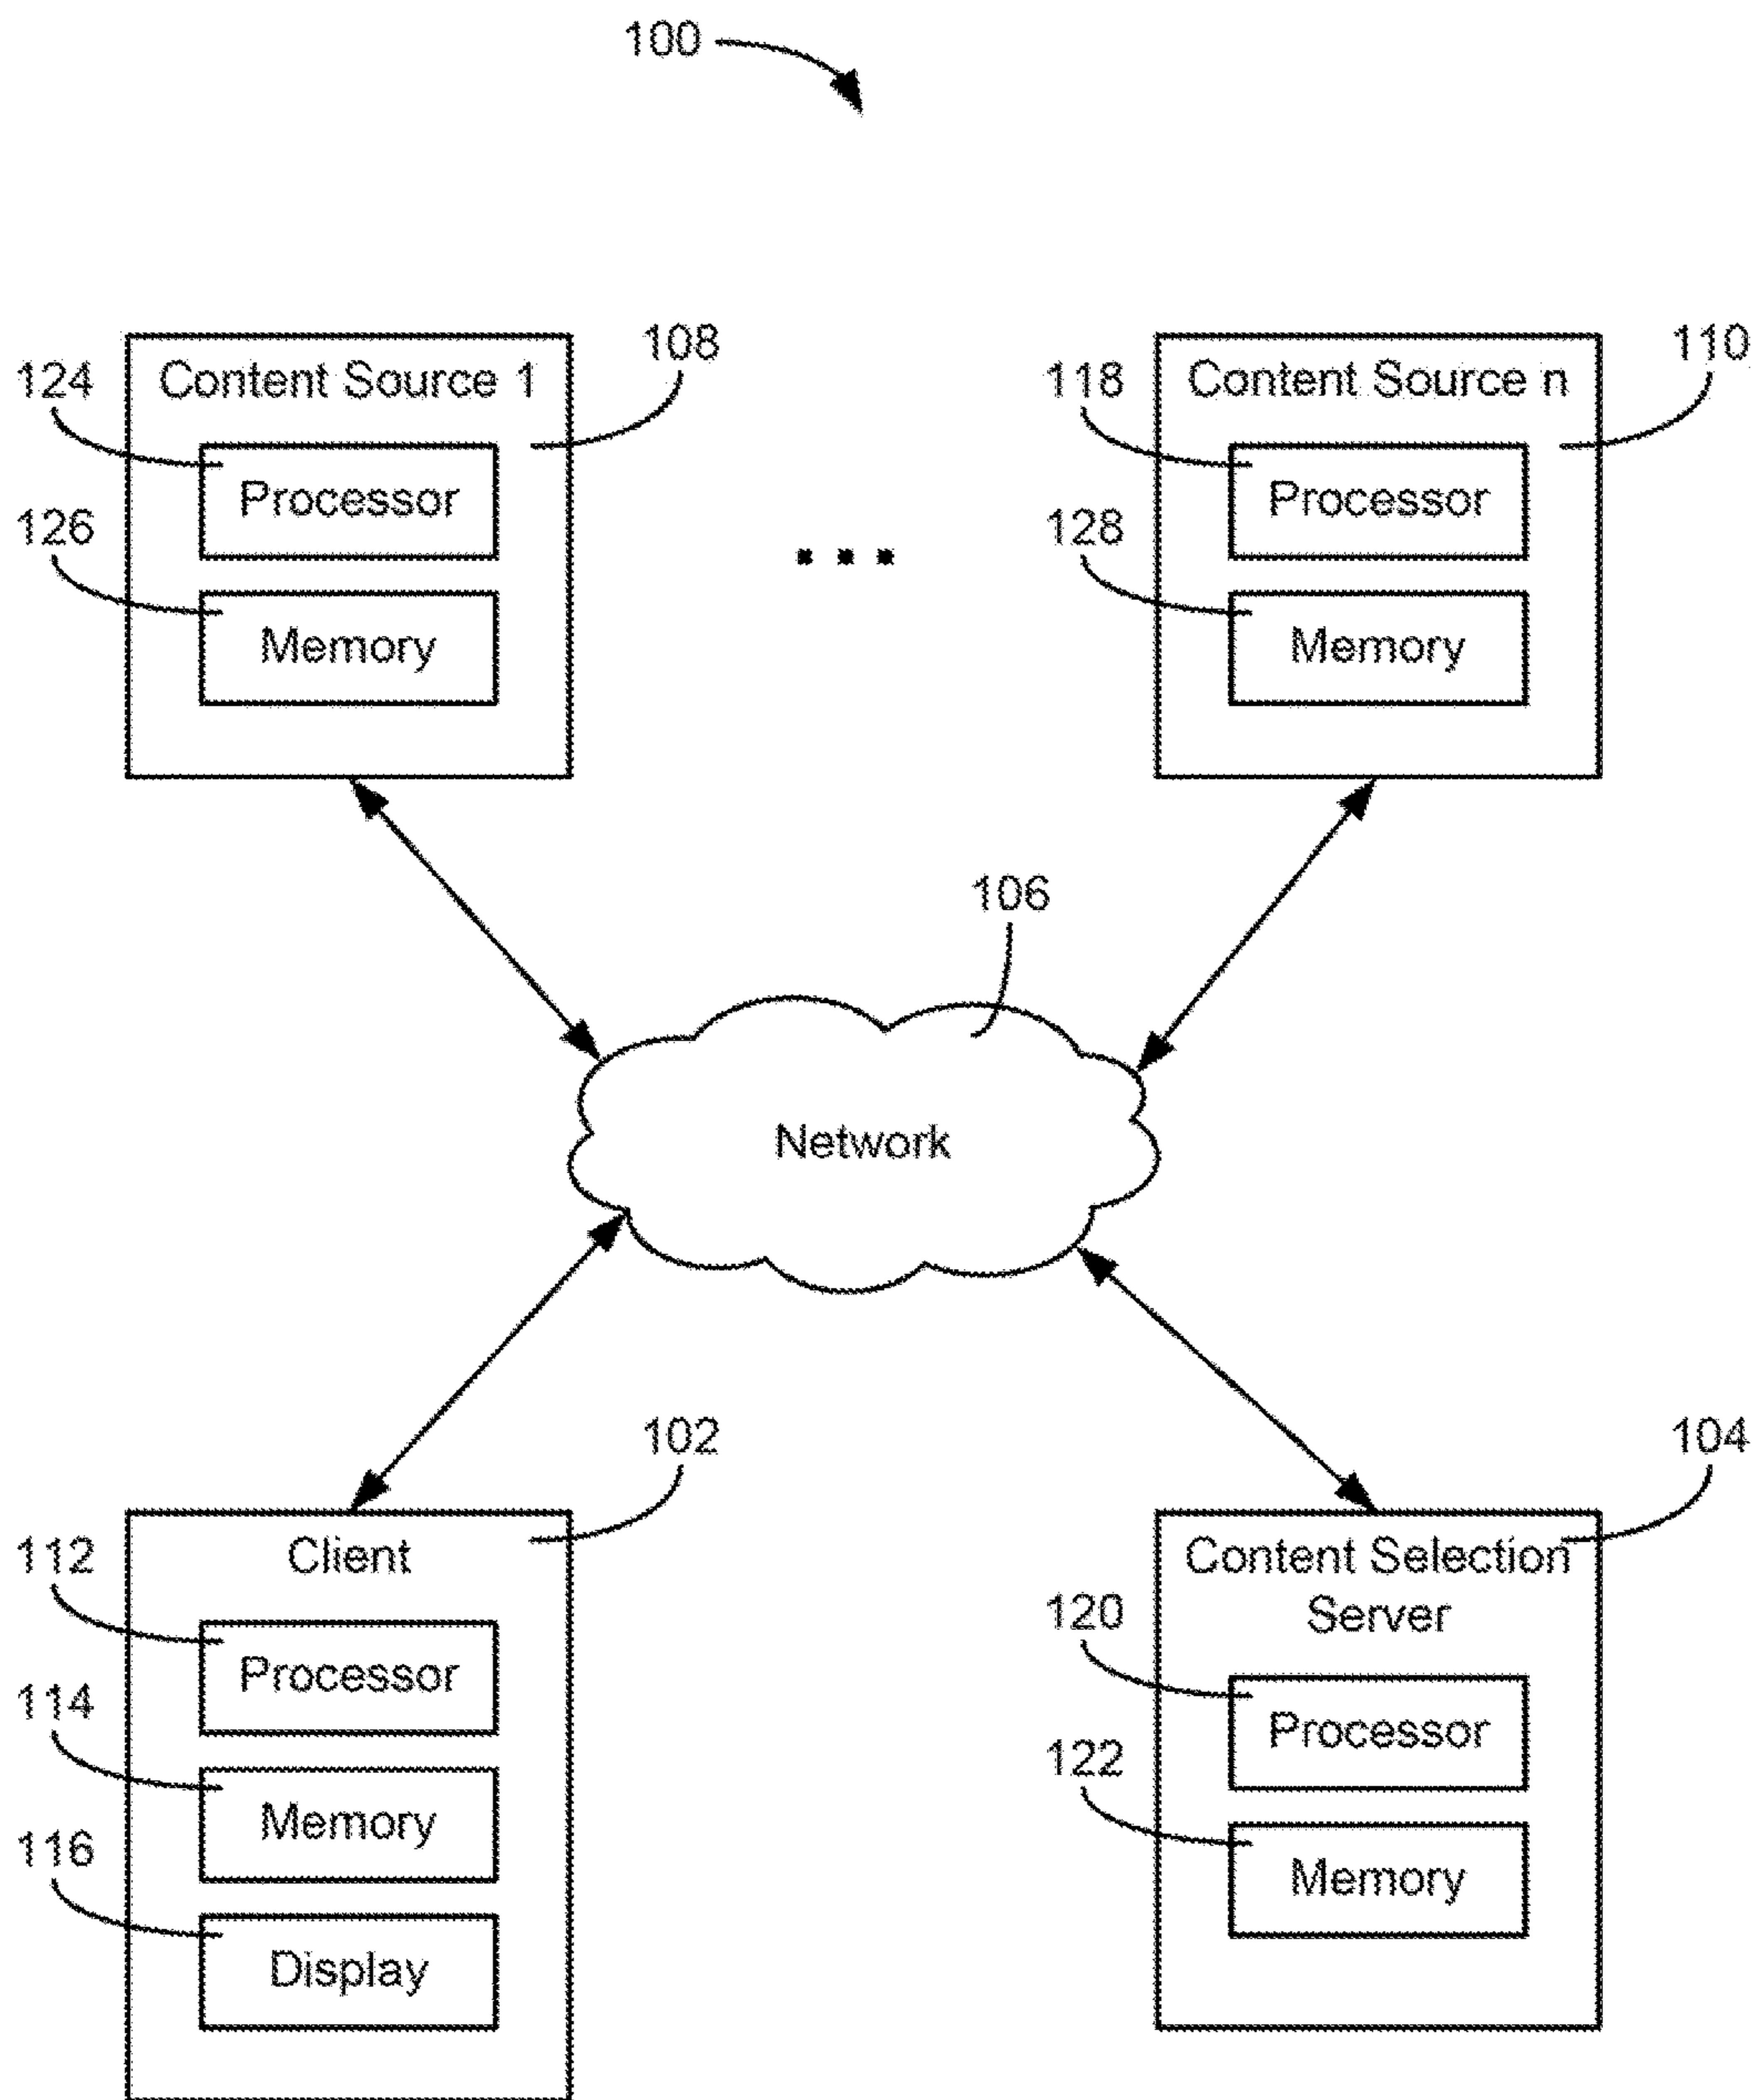 100
108
110
124
Content Source 1
118
Content Source n
Processor
Processor
126
128
Memory
Memory
...
106
Network
102
104
112
Client
Content Selection
Server
120
Processor
Processor
114
122
Memory
Memory
116
Display